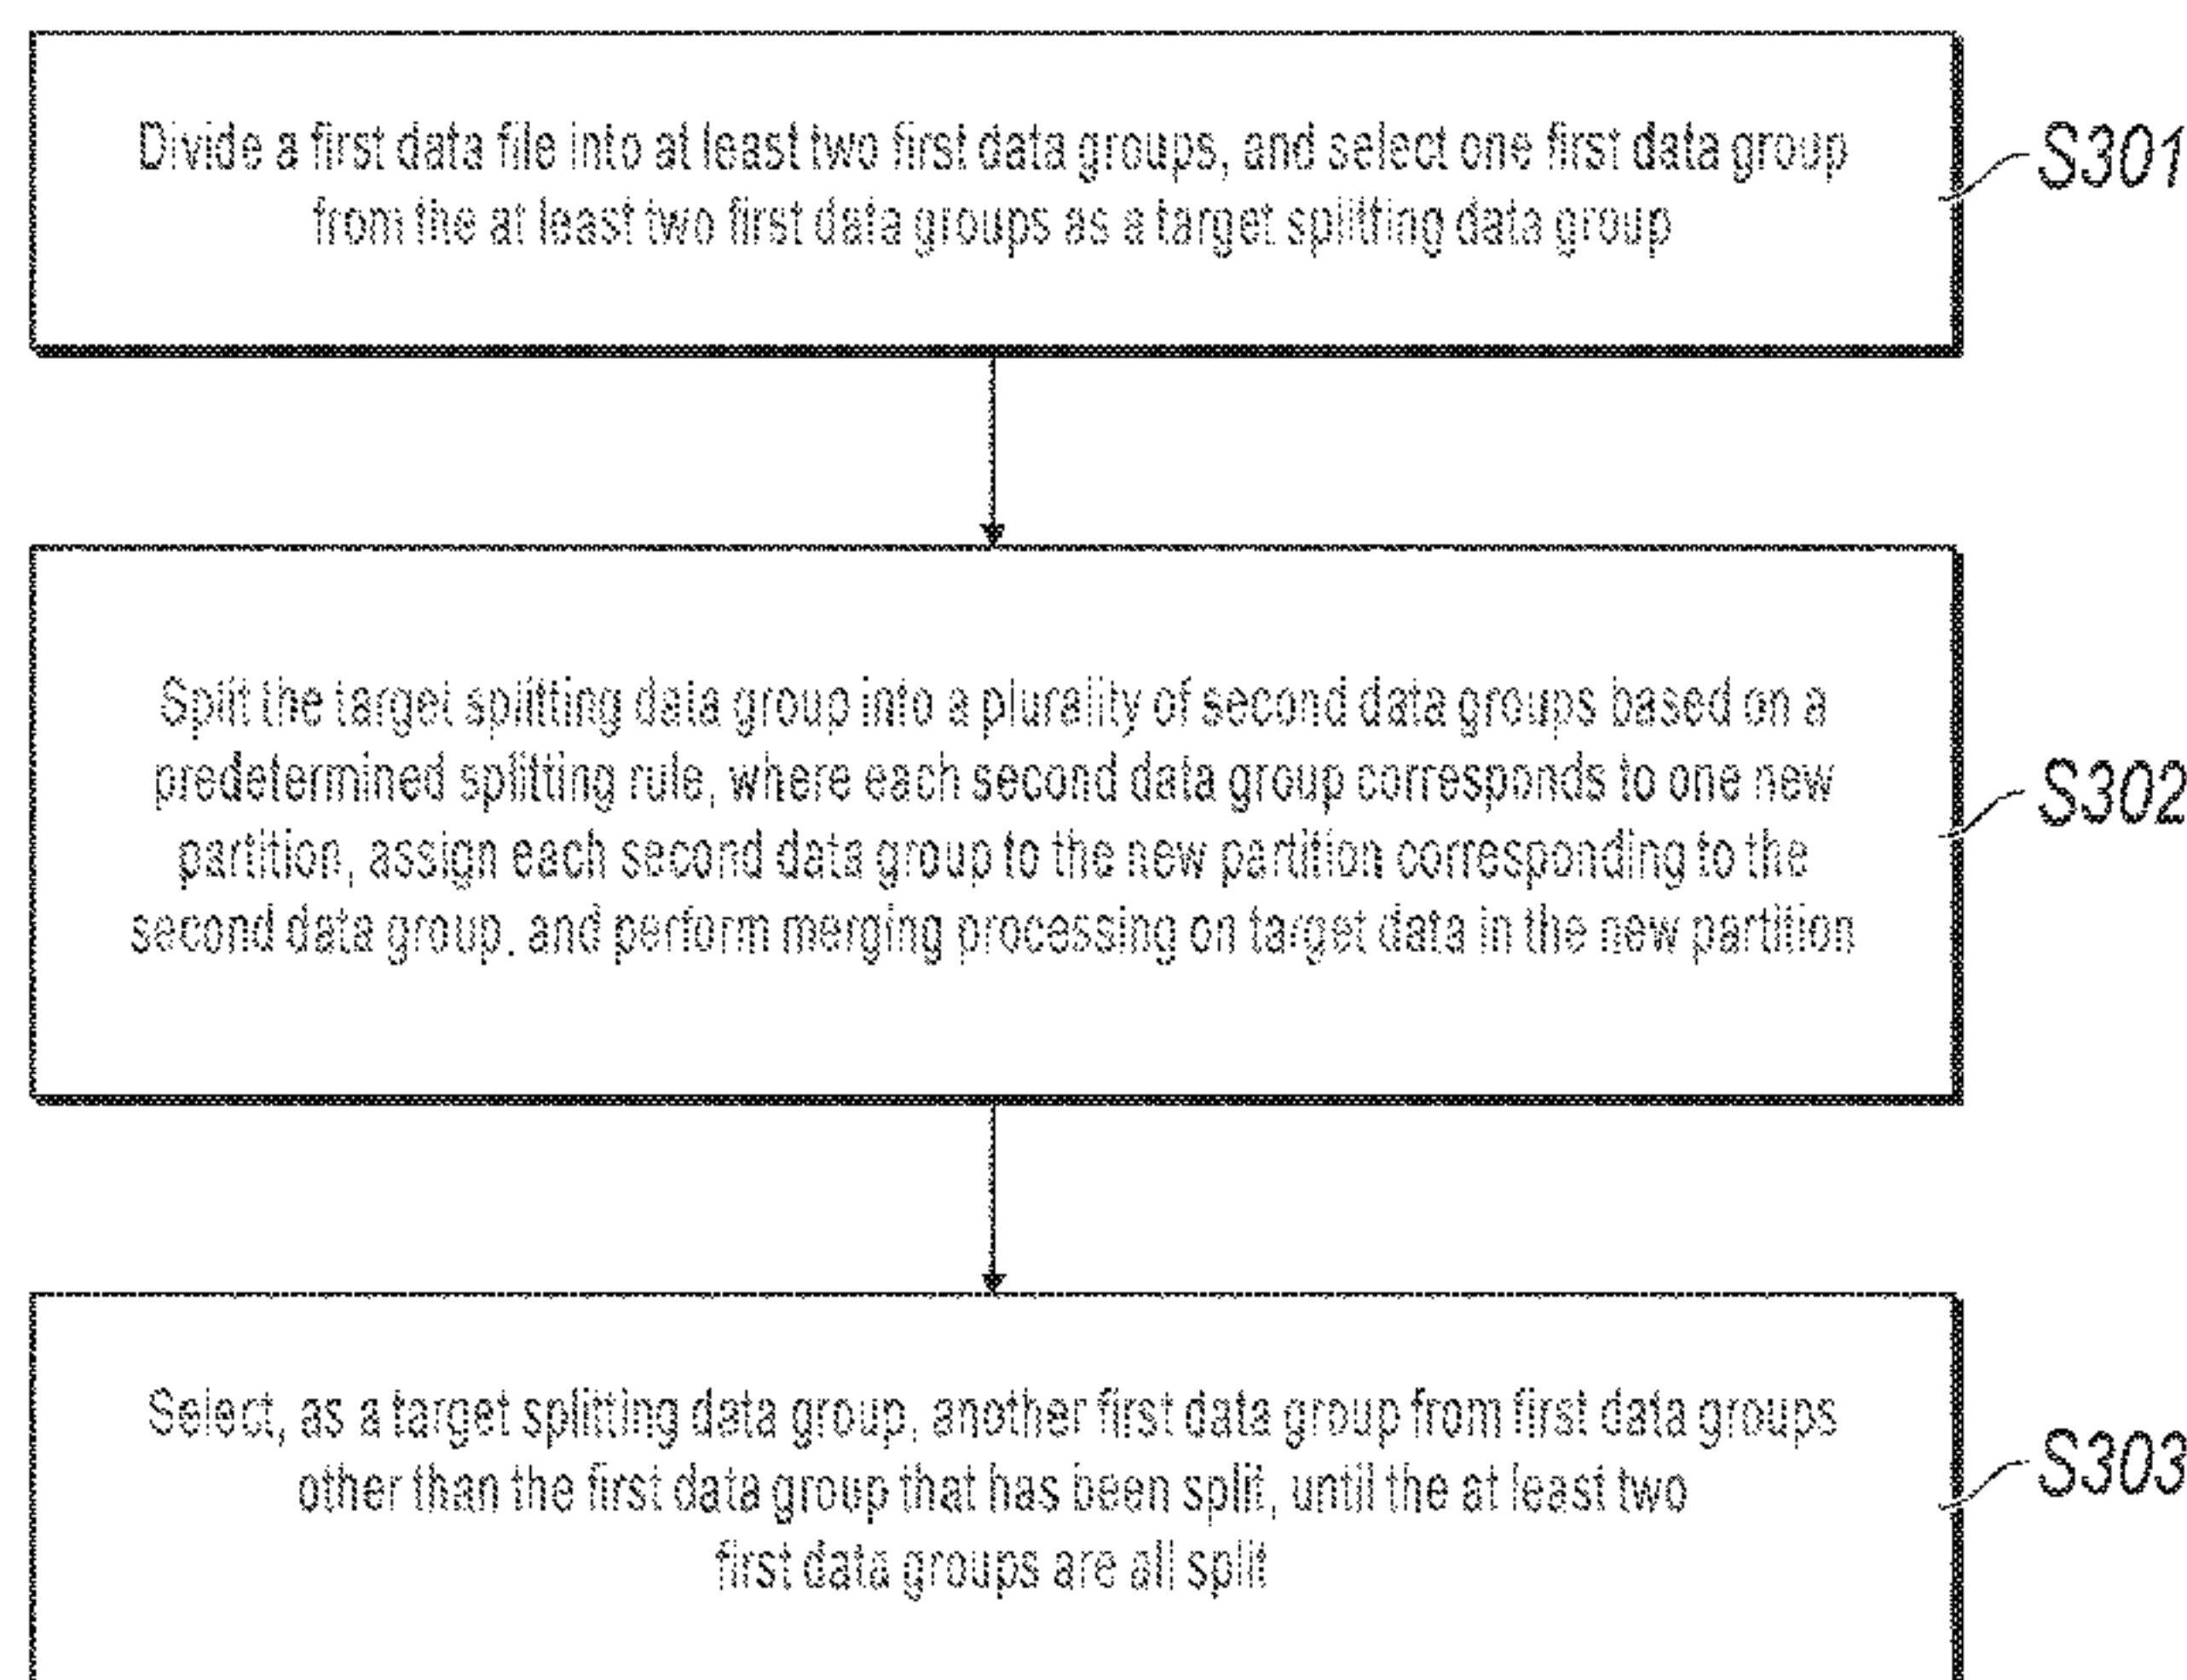 Divide a first data file into at least two first data groups, and select one first data group
from the at least two first data groups as a target splitting data group
S301
Split the target splitting data group into a plurality of second data groups based on a
predetermined splitting rule, where each second data group corresponds to one new
partition, assign each second data group to the new partition corresponding to the
second data group, and perform merging processing on target data in the new partition
S302
Select, as a target splitting data group, another first data group from first data groups
other than the first data group that has been split, until the at least two
first data groups are all split
S303